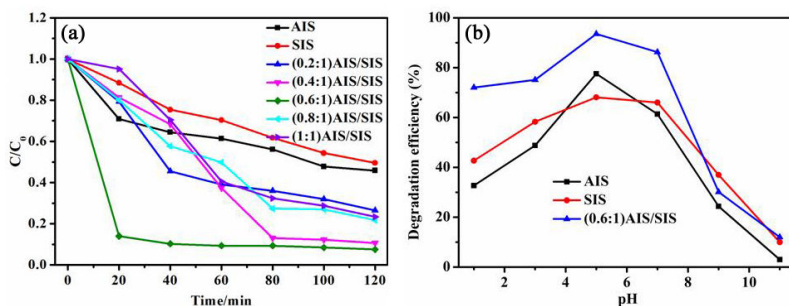 (a)
AIS
SIS
(0.2:1)AIS/SIS
(0.4:1)AIS/SIS
(0.6:1)AIS/SIS
(0.8:1)AIS/SIS
(1:1)AIS/SIS
C/C0
1.2
1.0
0.8
0.6
0.4
0.2
0.0
0 20 40 60 80 100 120
Time/min
(b)
AIS
SIS
(0.6:1)AIS/SIS
Degradation efficiency (%)
100
80
60
40
20
0
2 4 6 8 10
pH